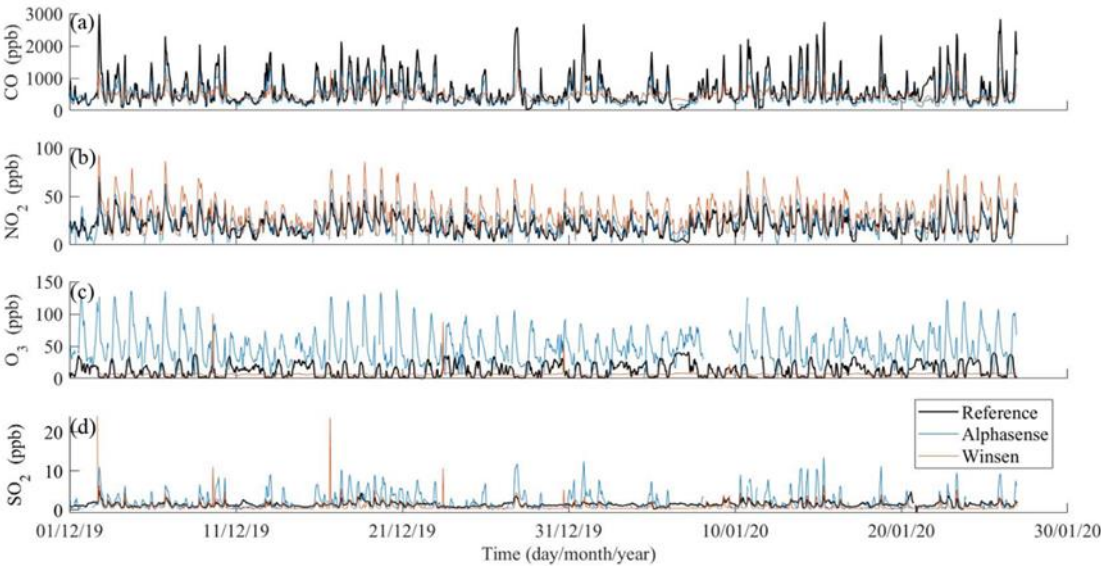 (a)
3000
2000
1000
0
CO (ppb)
(b)
100
50
0
NO2 (ppb)
(c)
150
100
50
0
O3 (ppb)
(d)
20
10
0
SO2 (ppb)
Reference
Alphasense
Winsen
01/12/19 11/12/19 21/12/19 31/12/19 10/01/20 20/01/20 30/01/20
Time (day/month/year)